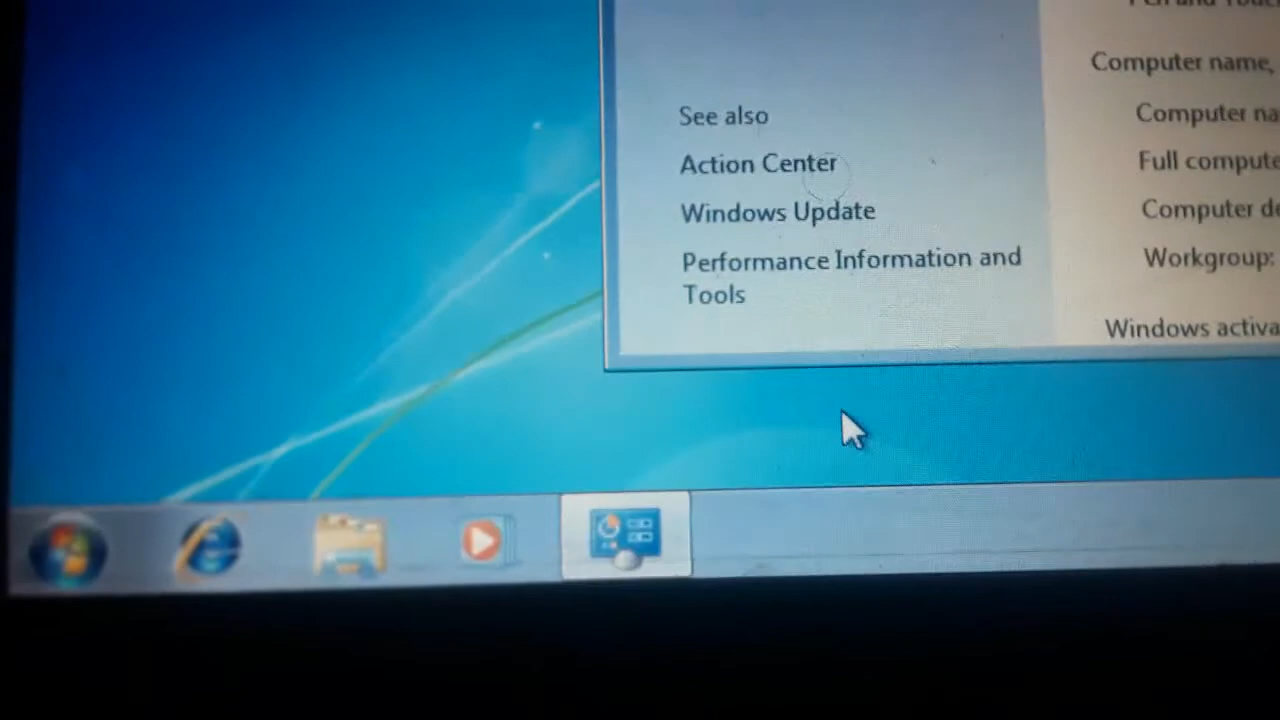 Computer name,
See also
Computer na
Action Center
Full compute
Windows Update
Computer de
Performance Information and
Tools
Workgroup:
Windows activa